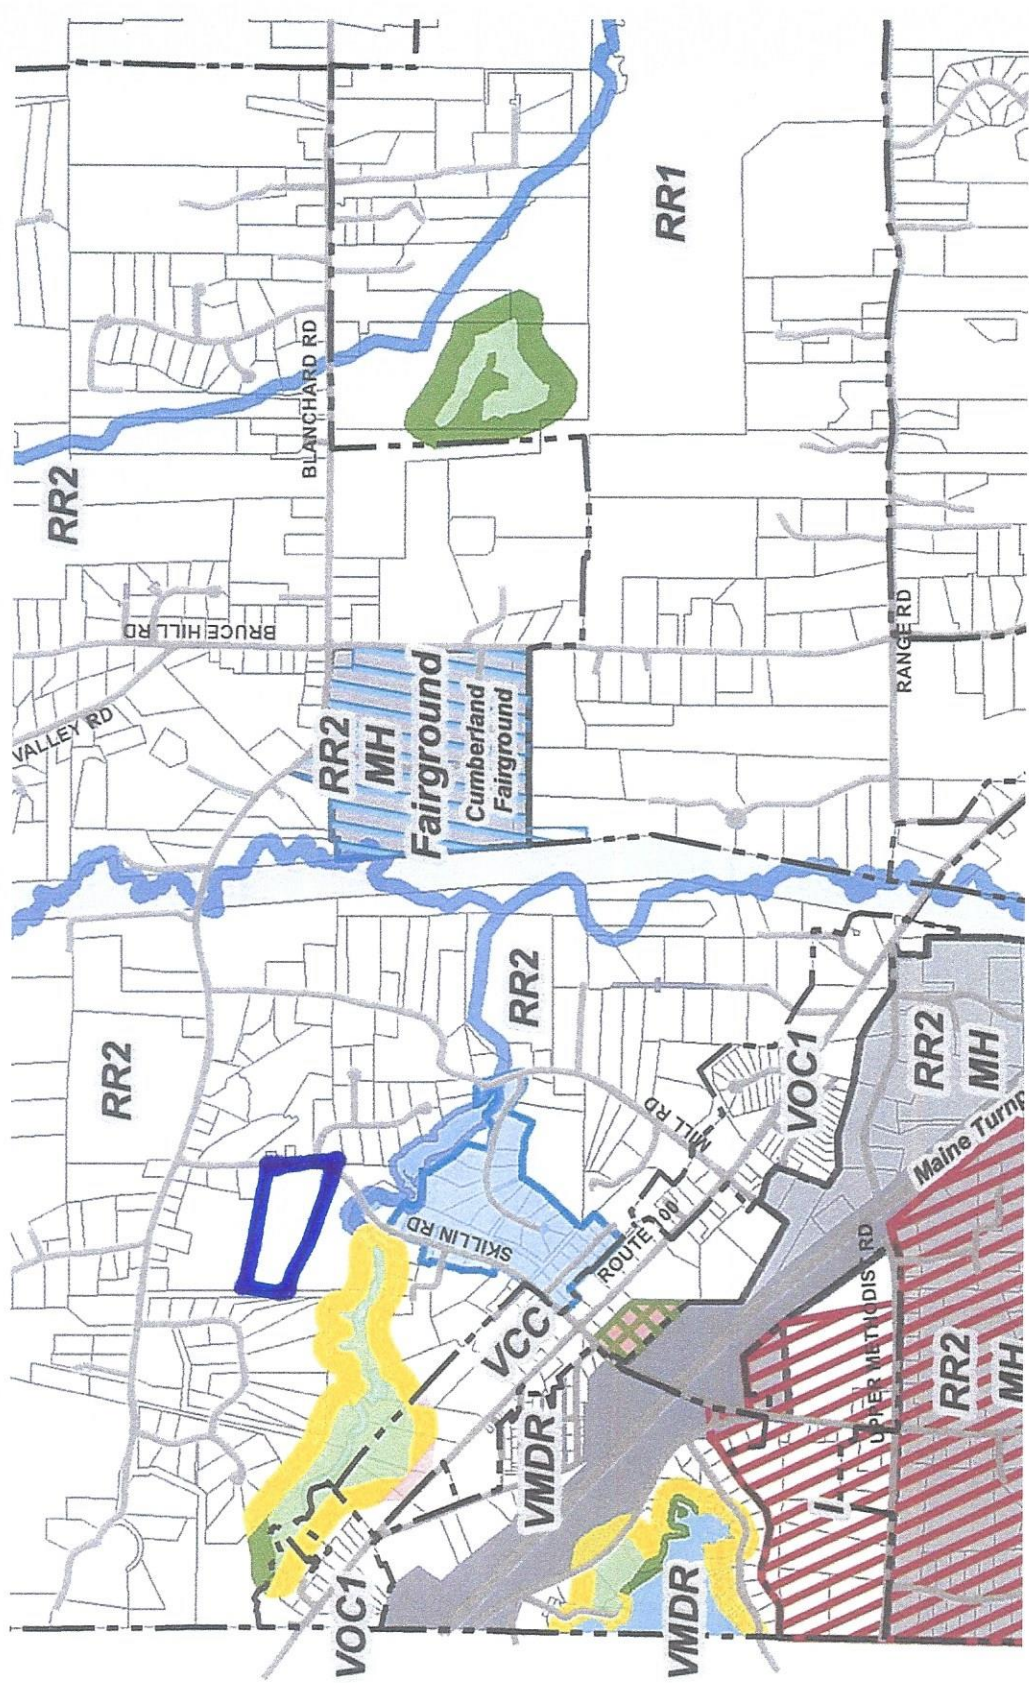 RR1
RR2
BLANCHARD RD
BRUCE HILL RD
VALLEY RD
RANGE RD
RR2
MH
Fairground
Cumberland
Fairground
RR2
RR2
VOC1
RR2
MH
MILL RD
Maine Turnp
SKILLIN RD
ROUTE 100
VCC
UPPER METHODIST RD
VMDR
RR2
MH
I
VOC1
VMDR